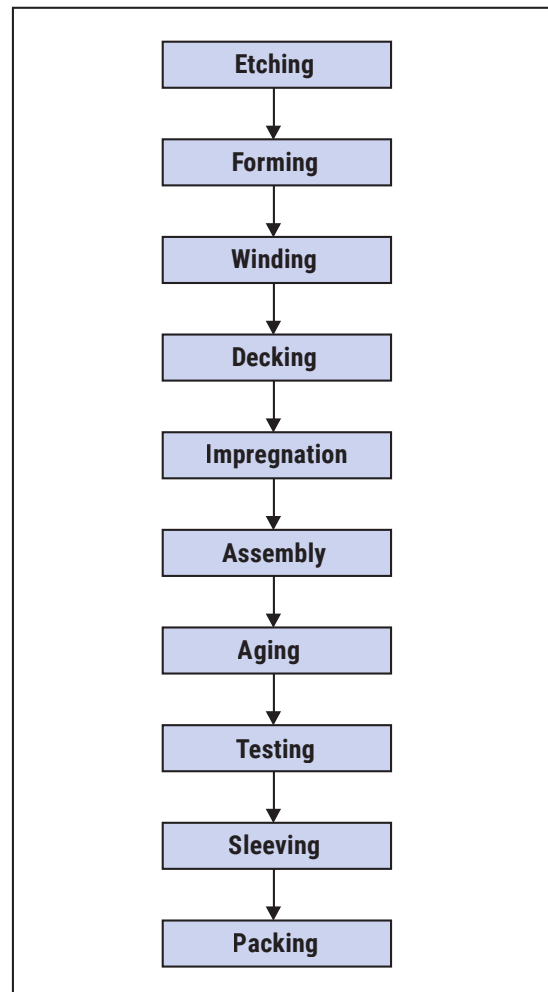 Etching
Forming
Winding
Decking
Impregnation
Assembly
Aging
Testing
Sleeving
Packing